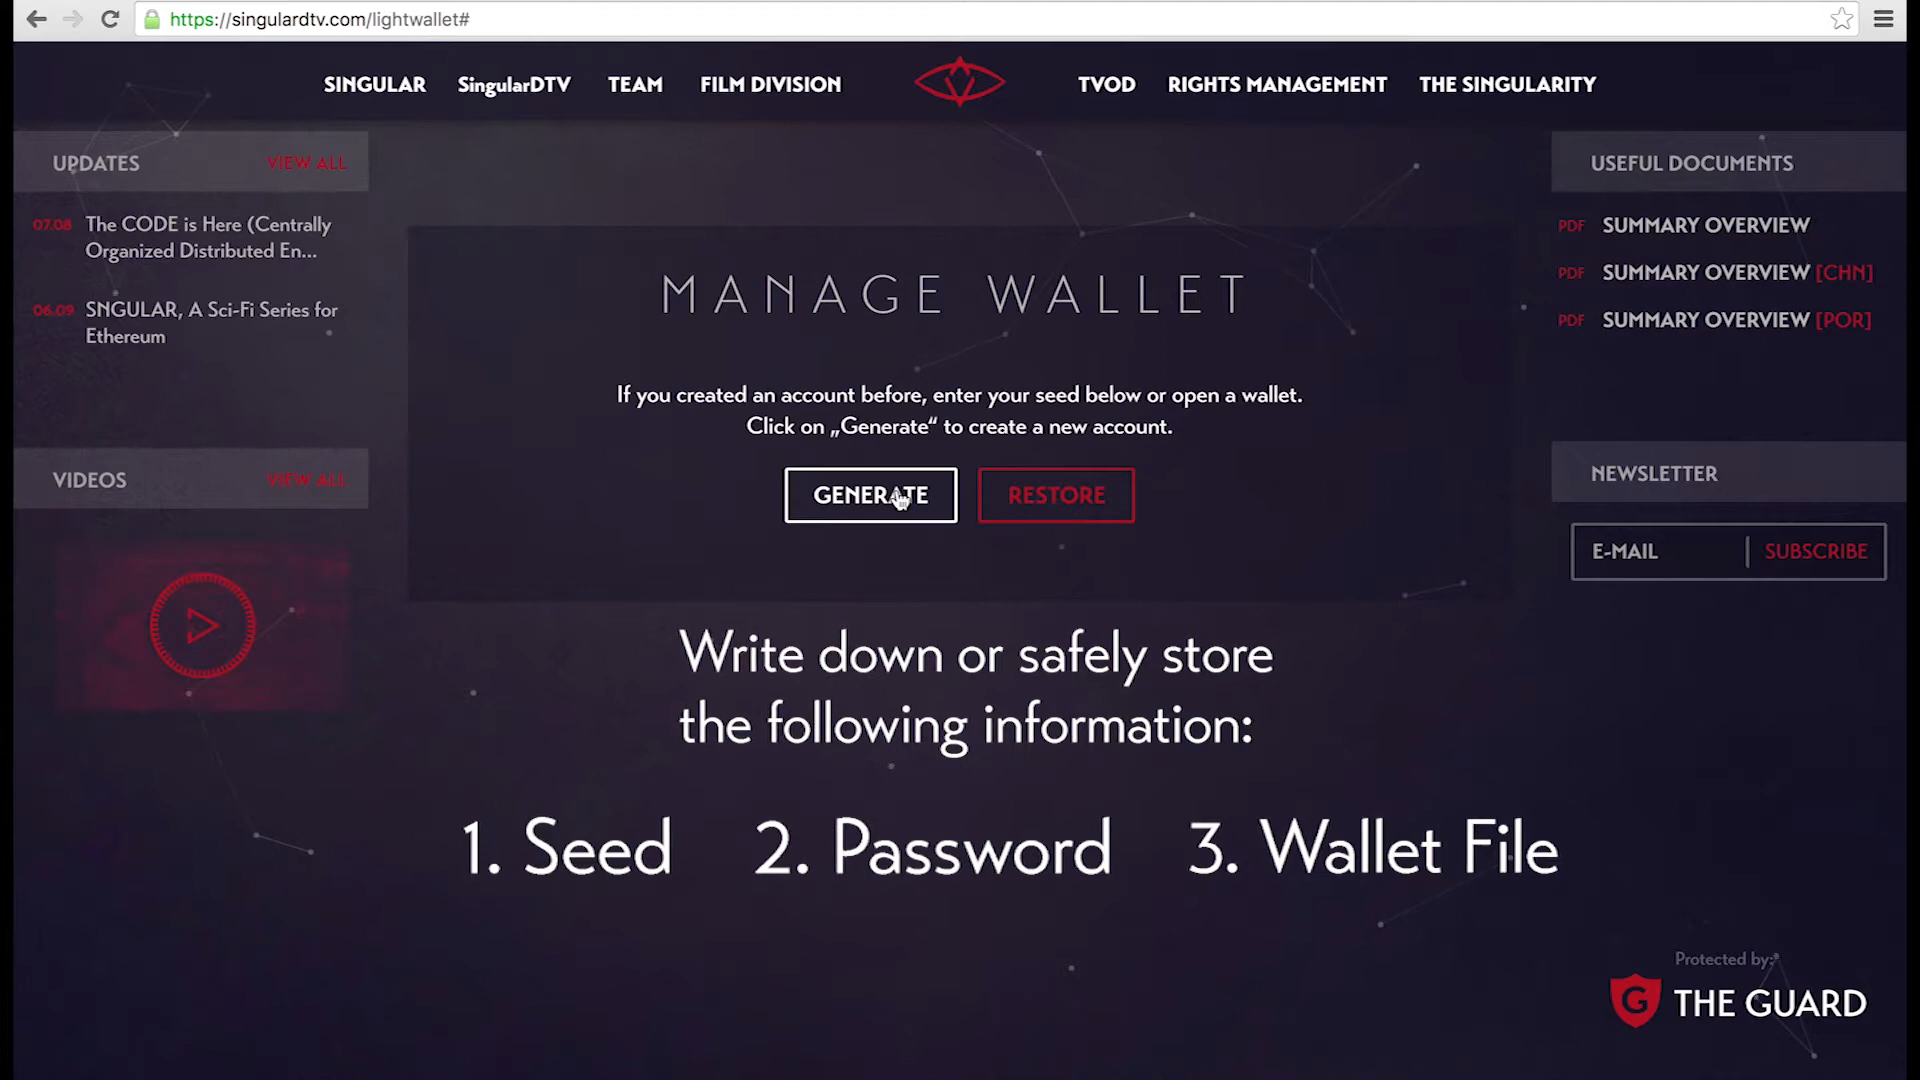 https://singulardtv.com/lightwallet#
SINGULAR SingularDTV TEAM FILM DIVISION TVOD RIGHTS MANAGEMENT THE SINGULARITY
UPDATES VIEW ALL
07.08 The CODE is Here (Centrally
Organized Distributed En...
06.09 SNGULAR, A Sci-Fi Series for
Ethereum
VIDEOS VIEW ALL
MANAGE WALLET
If you created an account before, enter your seed below or open a wallet.
Click on „Generate“ to create a new account.
GENERATE RESTORE
Write down or safely store
the following information:
1. Seed 2. Password 3. Wallet File
USEFUL DOCUMENTS
PDF SUMMARY OVERVIEW
PDF SUMMARY OVERVIEW [CHN]
PDF SUMMARY OVERVIEW [POR]
NEWSLETTER
E-MAIL SUBSCRIBE
Protected by:
G THE GUARD